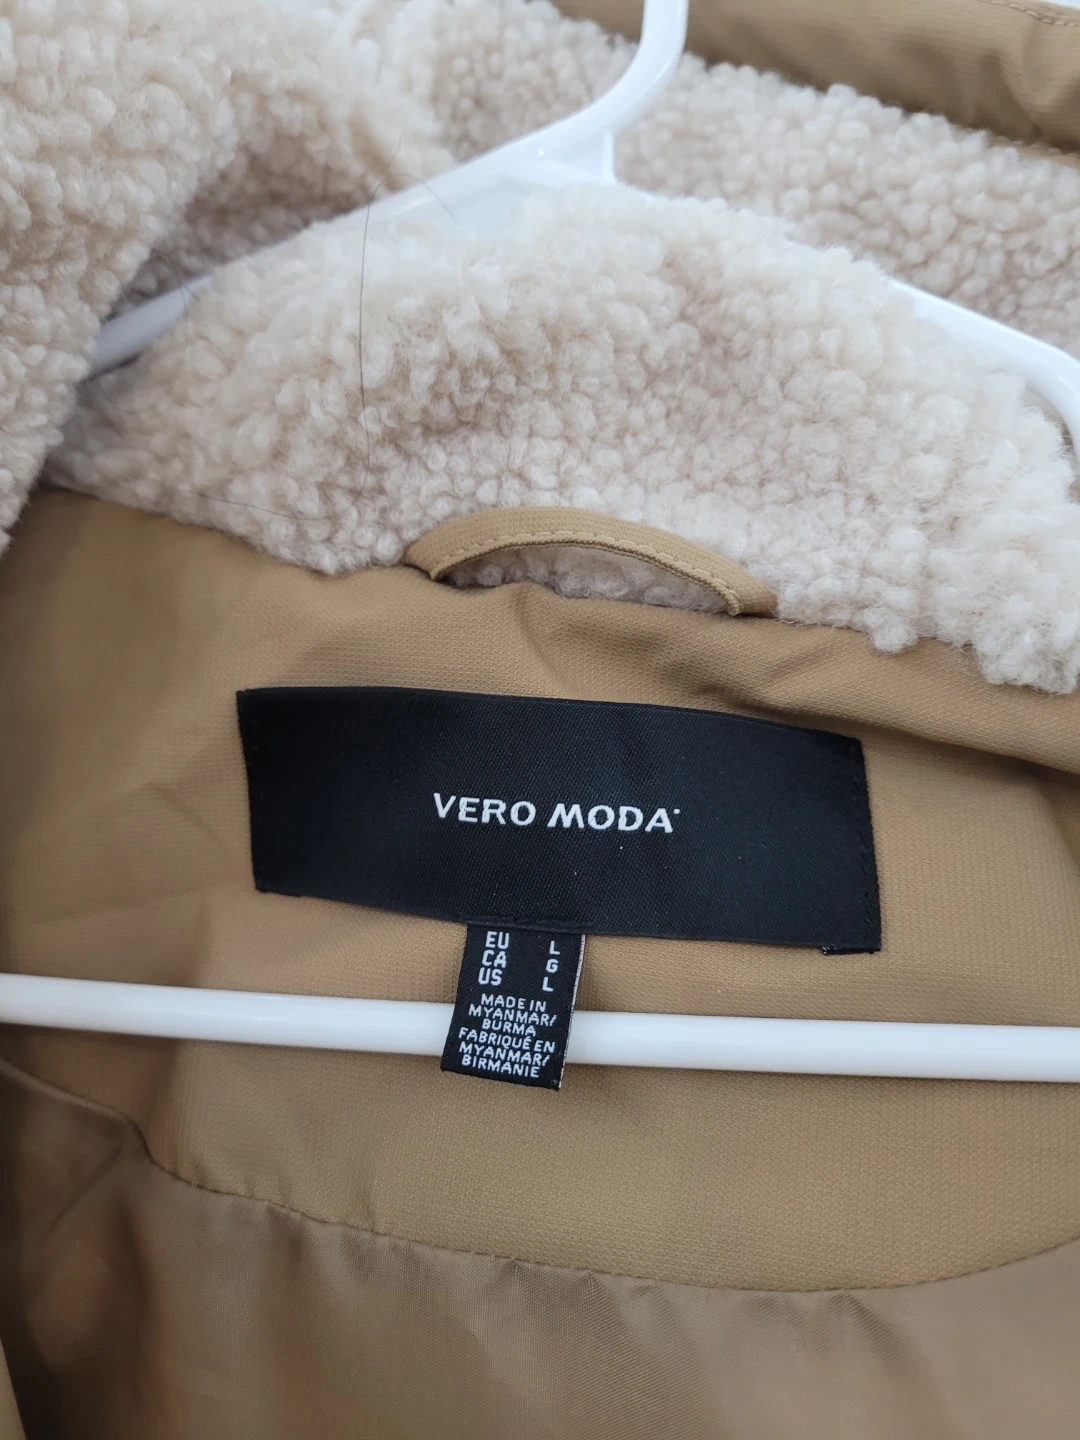 VERO MODA
EU L
CA G
US L
MADE IN
MYANMAR/
BURMA
FABRIQUÉ EN
MYANMAR/
BIRMANIE